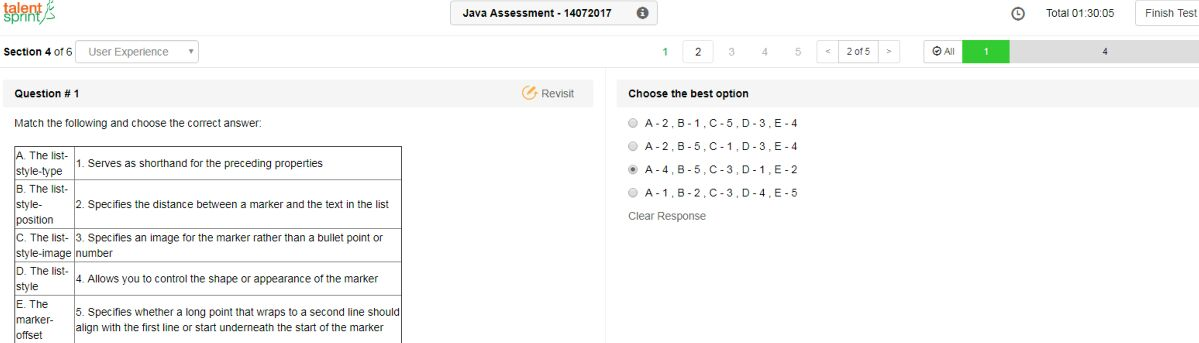 talent
sprint
Java Assessment - 14072017
Total 01:30:05
Finish Test
Section 4 of 6
User Experience
1 2 3 4 5
< 2 of 5 >
All
1
4
Question # 1
Revisit
Match the following and choose the correct answer:
A. The list-
style-type
1. Serves as shorthand for the preceding properties
B. The list-
style-
position
2. Specifies the distance between a marker and the text in the list
C. The list-
style-image
3. Specifies an image for the marker rather than a bullet point or
number
D. The list-
style
4. Allows you to control the shape or appearance of the marker
E. The
marker-
offset
5. Specifies whether a long point that wraps to a second line should
align with the first line or start underneath the start of the marker
Choose the best option
A - 2 , B - 1 , C - 5 , D - 3 , E - 4
A - 2 , B - 5 , C - 1 , D - 3 , E - 4
A - 4 , B - 5 , C - 3 , D - 1 , E - 2
A - 1 , B - 2 , C - 3 , D - 4 , E - 5
Clear Response